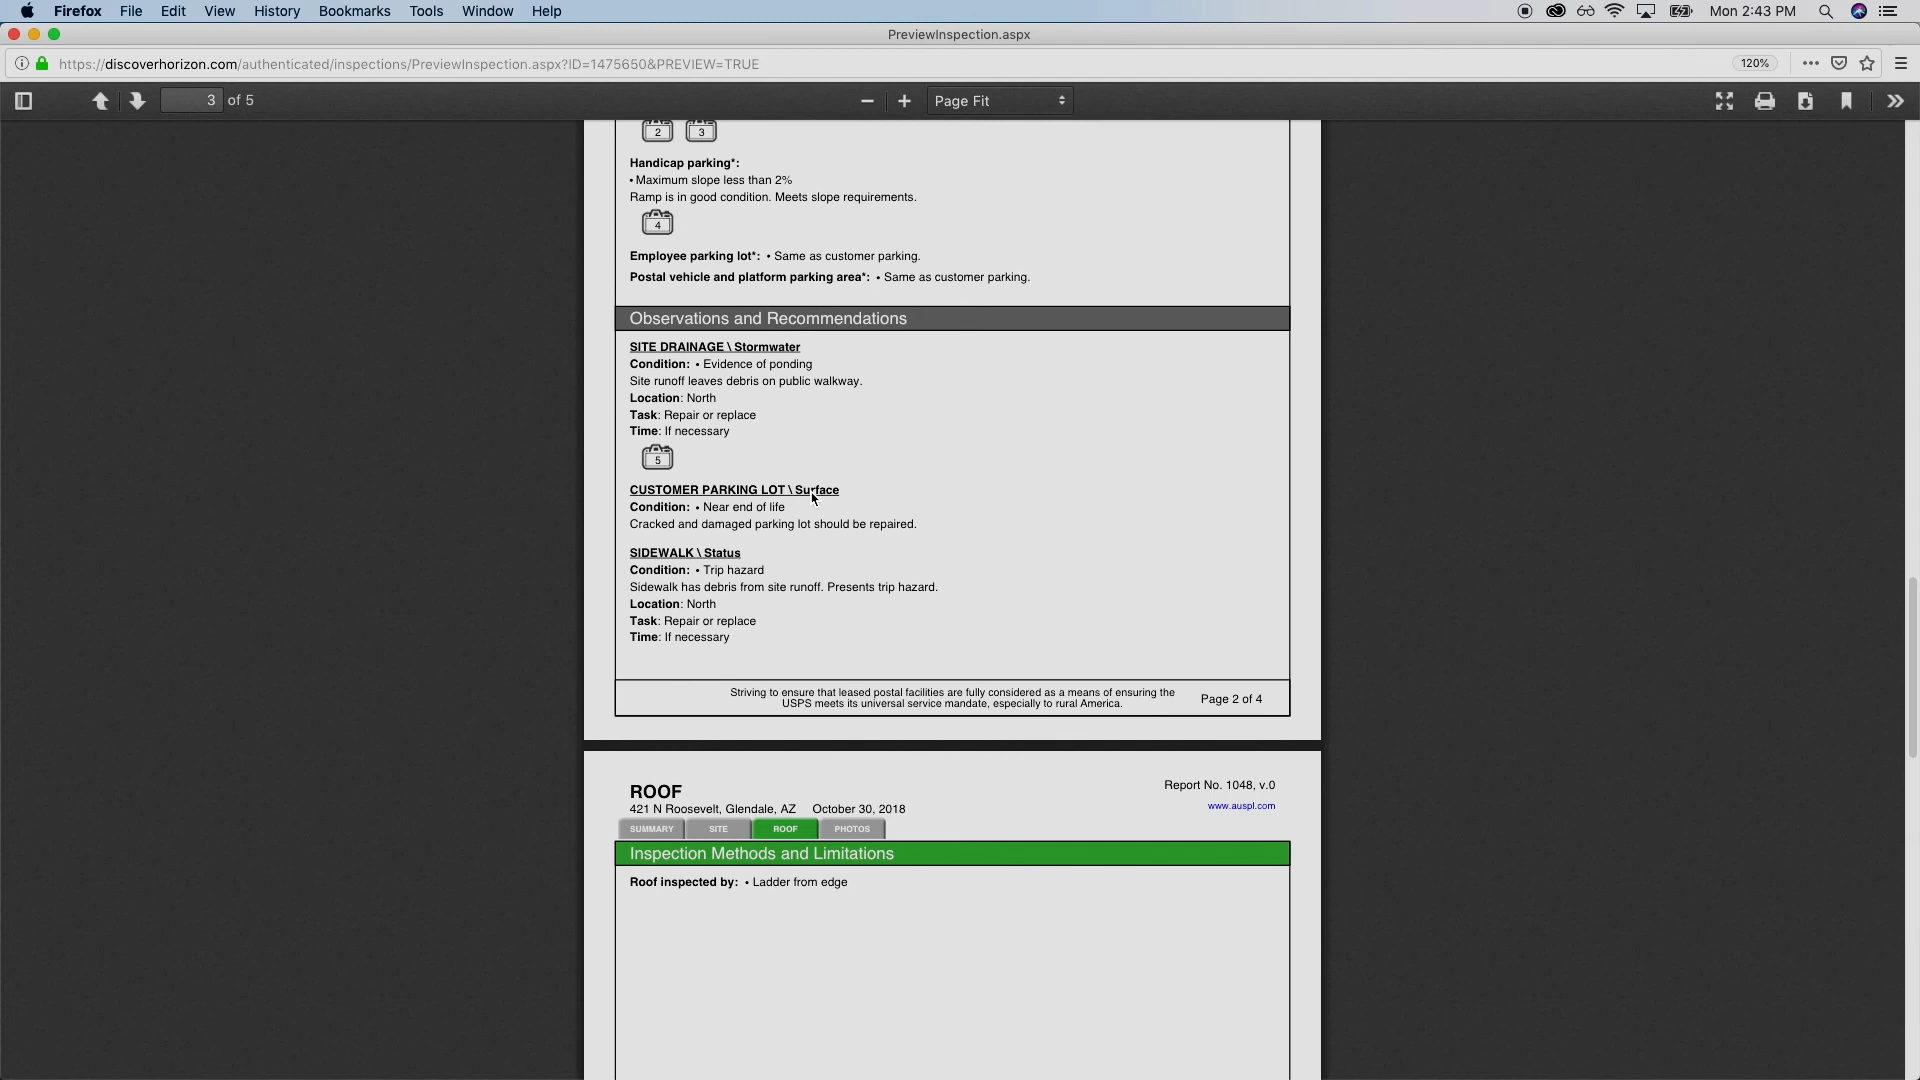 Firefox File Edit View History Bookmarks Tools Window Help Mon 2:43 PM
PreviewInspection.aspx
https://discoverhorizon.com/authenticated/inspections/PreviewInspection.aspx?ID=1475650&PREVIEW=TRUE 120%
3 of 5 Page Fit
2 3
Handicap parking*:
• Maximum slope less than 2%
Ramp is in good condition. Meets slope requirements.
4
Employee parking lot*: • Same as customer parking.
Postal vehicle and platform parking area*: • Same as customer parking.
Observations and Recommendations
SITE DRAINAGE \ Stormwater
Condition: • Evidence of ponding
Site runoff leaves debris on public walkway.
Location: North
Task: Repair or replace
Time: If necessary
5
CUSTOMER PARKING LOT \ Surface
Condition: • Near end of life
Cracked and damaged parking lot should be repaired.
SIDEWALK \ Status
Condition: • Trip hazard
Sidewalk has debris from site runoff. Presents trip hazard.
Location: North
Task: Repair or replace
Time: If necessary
Striving to ensure that leased postal facilities are fully considered as a means of ensuring the
USPS meets its universal service mandate, especially to rural America.
Page 2 of 4
ROOF
Report No. 1048, v.0
421 N Roosevelt, Glendale, AZ October 30, 2018
www.auspl.com
SUMMARY SITE ROOF PHOTOS
Inspection Methods and Limitations
Roof inspected by: • Ladder from edge